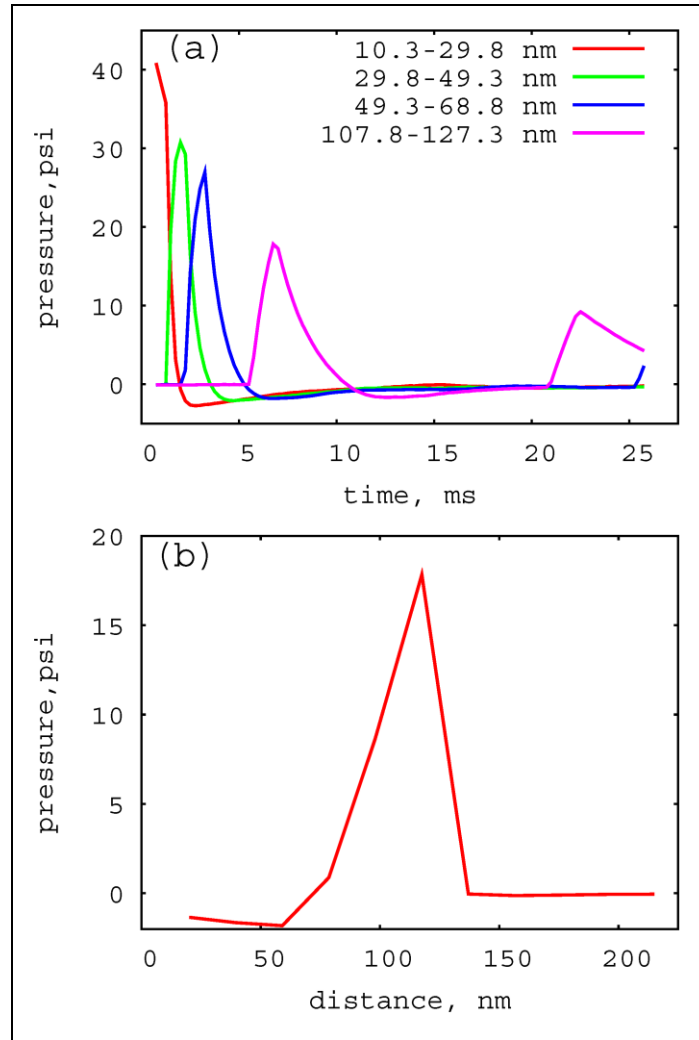 (a)
10.3-29.8 nm
29.8-49.3 nm
49.3-68.8 nm
107.8-127.3 nm
40
30
20
10
0
pressure,psi
0 5 10 15 20 25
time, ms
(b)
20
15
10
5
0
pressure,psi
0 50 100 150 200
distance, nm